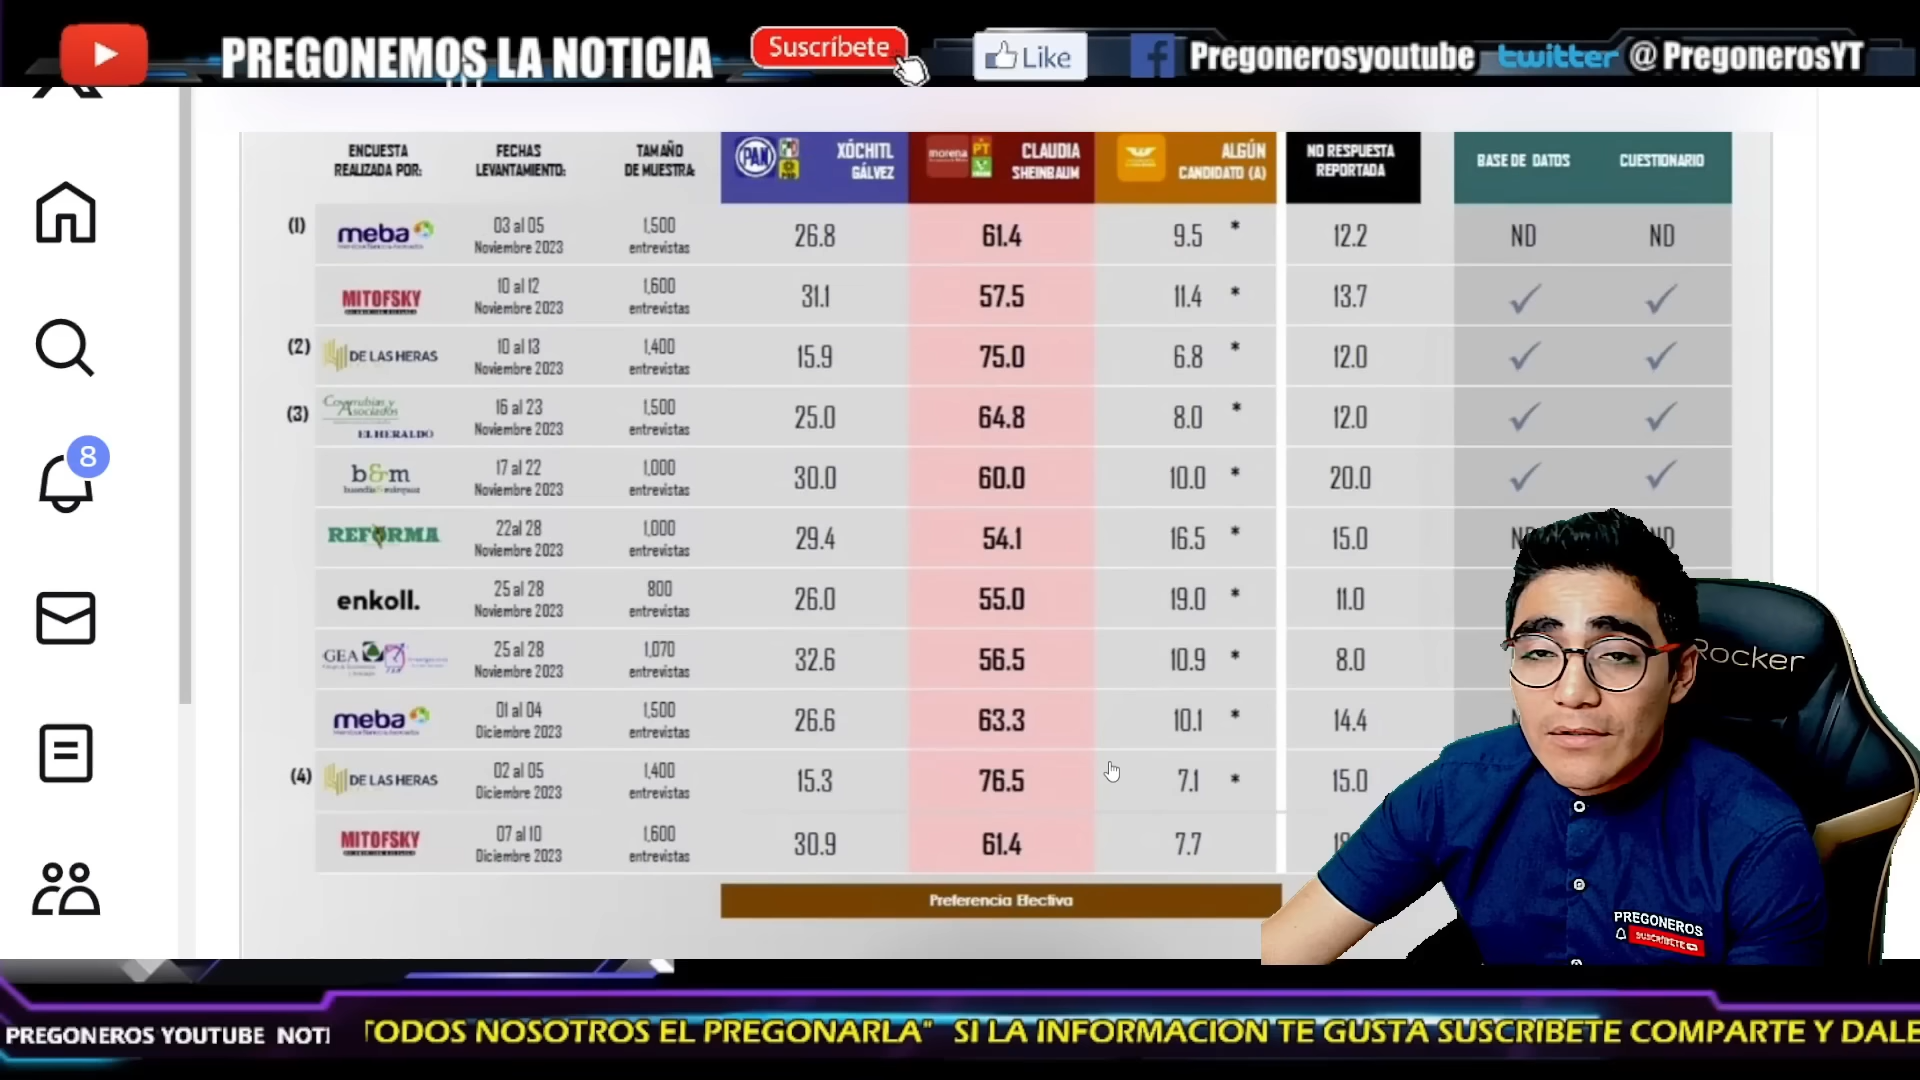 PREGONEMOS LA NOTICIA
Suscríbete
Like
Pregonerosyoutube
twitter @PregonerosYT
ENCUESTA REALIZADA POR:
FECHAS LEVANTAMIENTO:
TAMAÑO DE MUESTRA:
PAN
XÓCHITL GÁLVEZ
morena PT
CLAUDIA SHEINBAUM
ALGÚN CANDIDATO (A)
NO RESPUESTA REPORTADA
BASE DE DATOS
CUESTIONARIO
(1) meba 03 al 05 Noviembre 2023 1,500 entrevistas 26.8 61.4 9.5 * 12.2 ND ND
MITOFSKY 10 al 12 Noviembre 2023 1,600 entrevistas 31.1 57.5 11.4 * 13.7
(2) DE LAS HERAS 10 al 13 Noviembre 2023 1,400 entrevistas 15.9 75.0 6.8 * 12.0
(3) Covarrubias y Asociados EL HERALDO 16 al 23 Noviembre 2023 1,500 entrevistas 25.0 64.8 8.0 * 12.0
b&m 17 al 22 Noviembre 2023 1,000 entrevistas 30.0 60.0 10.0 * 20.0
REFORMA 22al 28 Noviembre 2023 1,000 entrevistas 29.4 54.1 16.5 * 15.0
enkoll. 25 al 28 Noviembre 2023 800 entrevistas 26.0 55.0 19.0 * 11.0
GEA 25 al 28 Noviembre 2023 1,070 entrevistas 32.6 56.5 10.9 * 8.0
meba 01 al 04 Diciembre 2023 1,500 entrevistas 26.6 63.3 10.1 * 14.4
(4) DE LAS HERAS 02 al 05 Diciembre 2023 1,400 entrevistas 15.3 76.5 7.1 * 15.0
MITOFSKY 07 al 10 Diciembre 2023 1,600 entrevistas 30.9 61.4 7.7
Preferencia Efectiva
8
Rocker
PREGONEROS
SUSCRIBETE
PREGONEROS YOUTUBE NOTI
TODOS NOSOTROS EL PREGONARLA" SI LA INFORMACION TE GUSTA SUSCRIBETE COMPARTE Y DALE